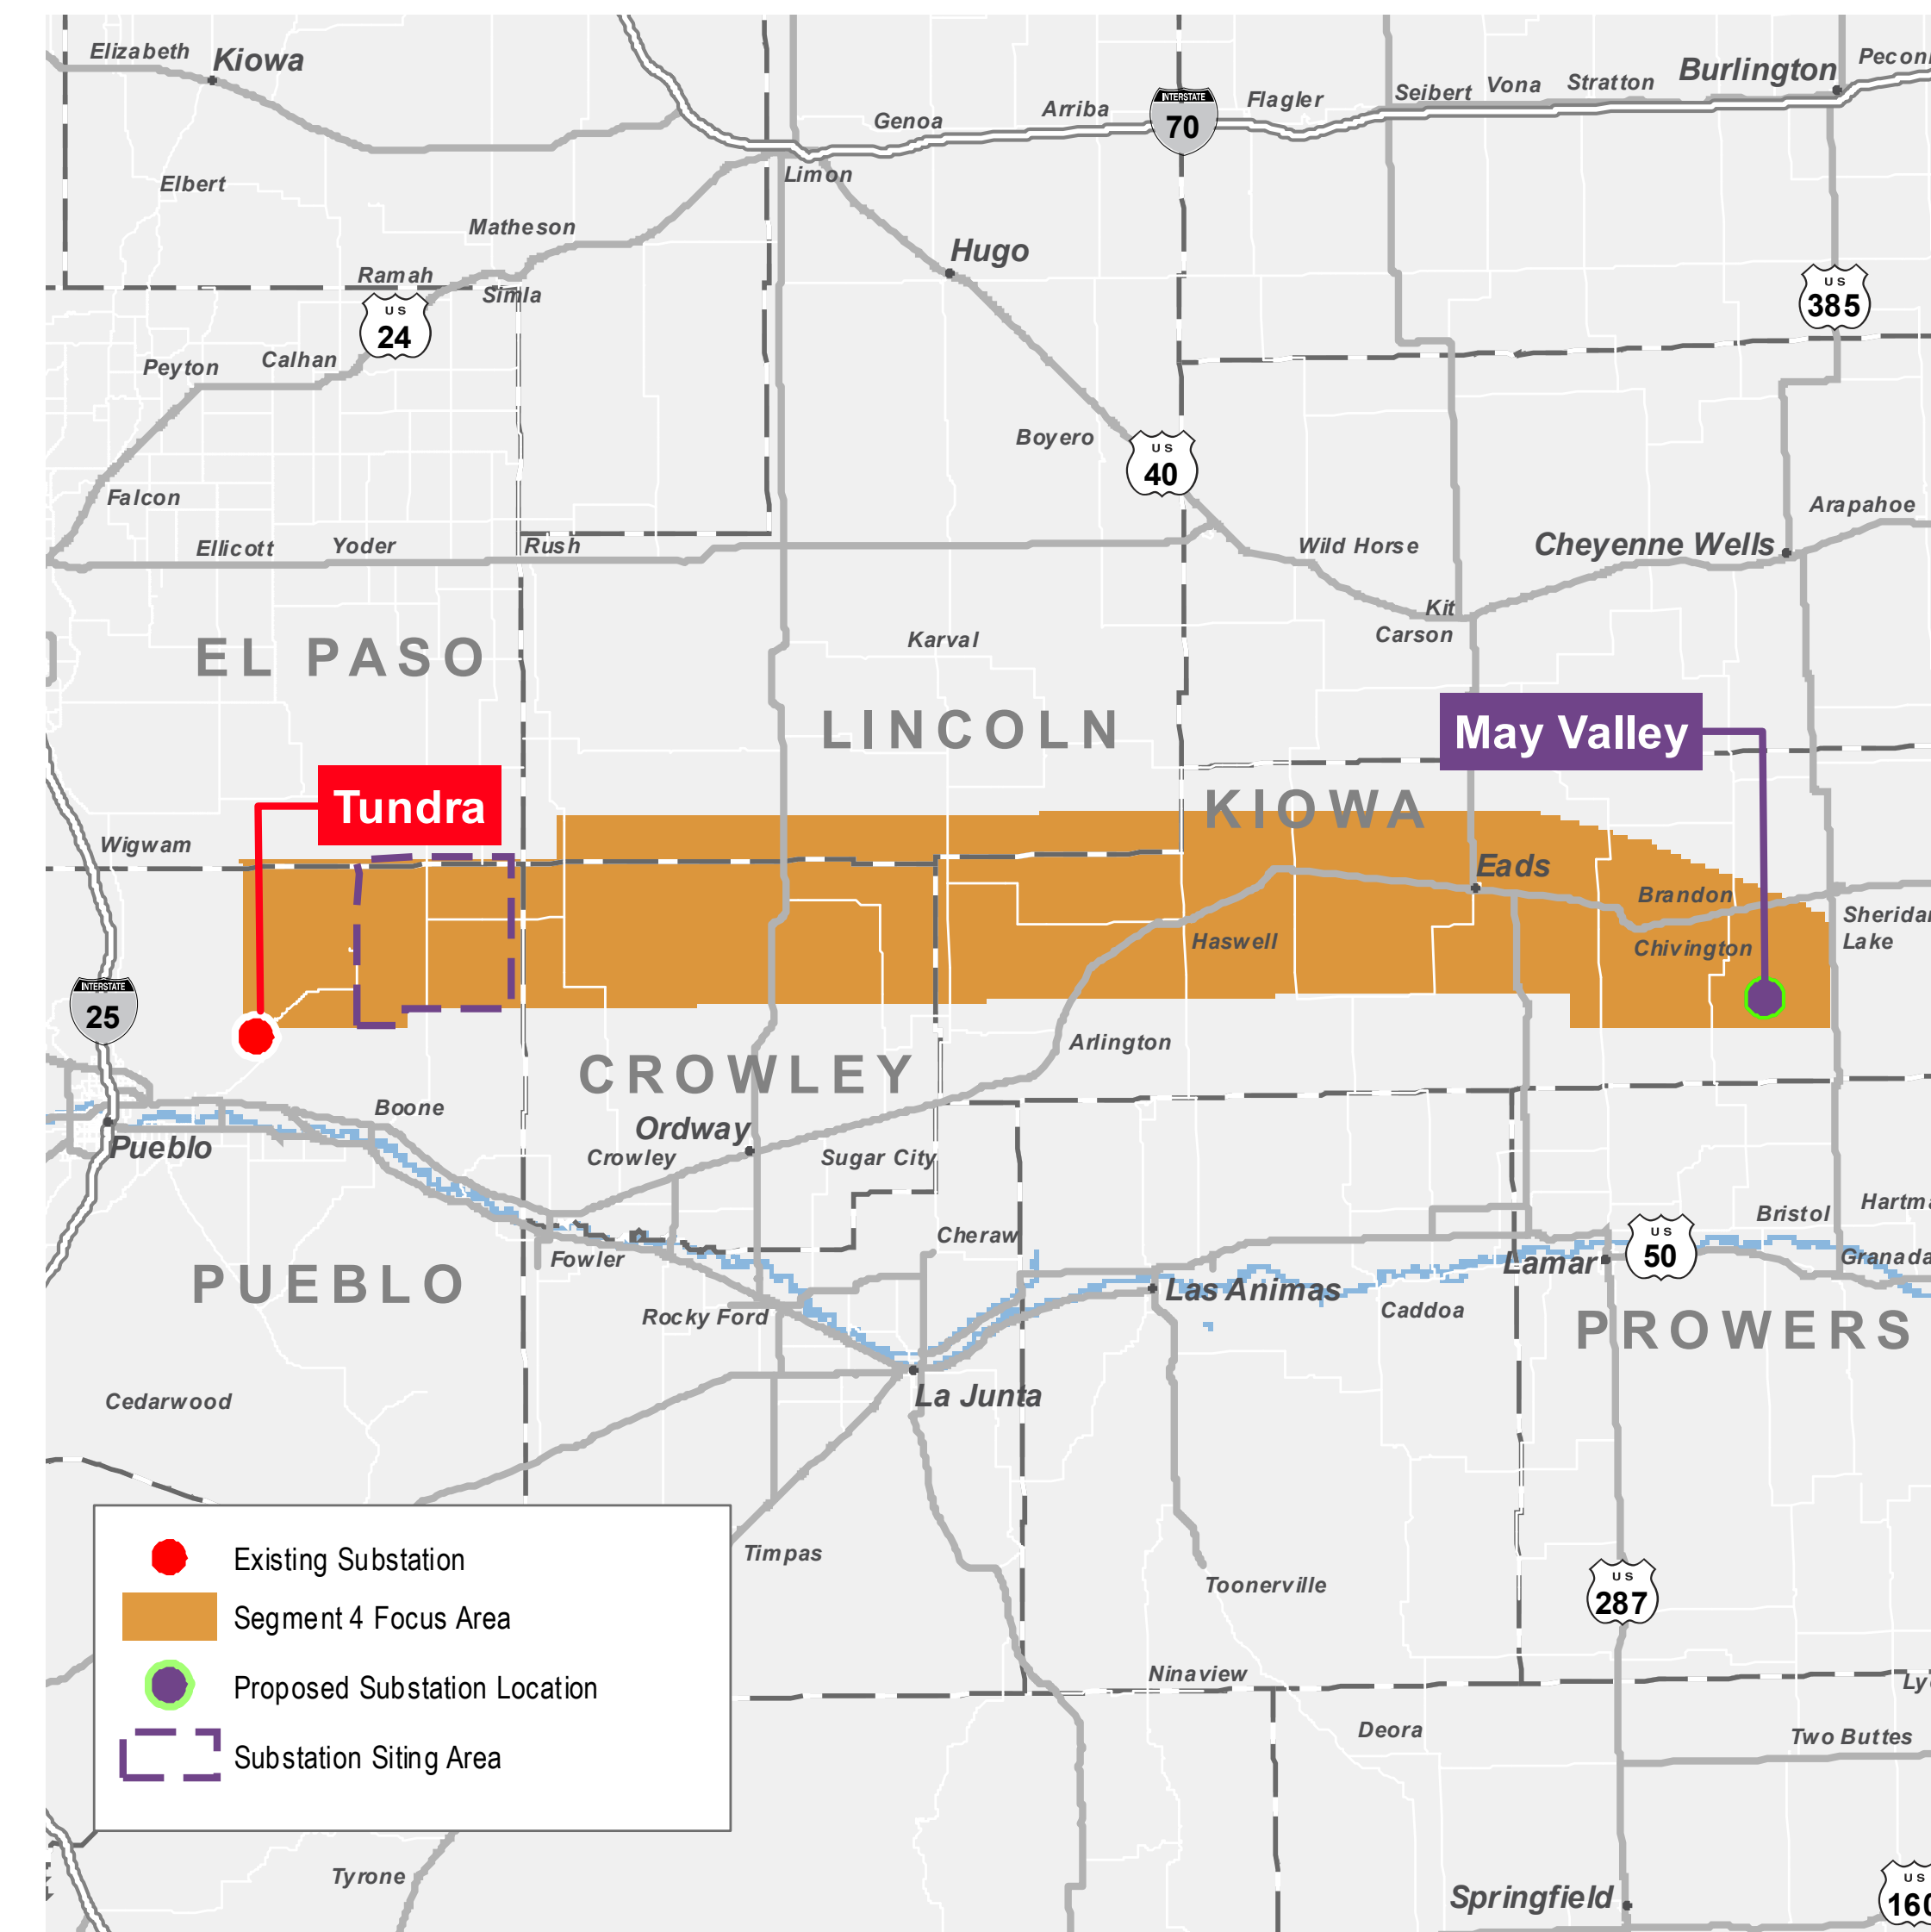 Elizabeth
Kiowa
Burlington
Stratton
Vona
Seibert
Flagler
Arriba
Genoa
INTERSTATE
70
Limon
Elbert
Matheson
Hugo
Ramah
Simla
US
24
US
385
Peyton
Calhan
Boyero
US
40
Falcon
Arapahoe
Ellicott
Yoder
Rush
Wild Horse
Cheyenne Wells
Kit
Carson
Karval
EL PASO
LINCOLN
May Valley
Tundra
KIOWA
Wigwam
Eads
Brandon
Haswell
Chivington
Lake
INTERSTATE
25
Arlington
CROWLEY
Boone
Pueblo
Ordway
Crowley
Sugar City
Bristol
Cheraw
Fowler
Lamar
US
50
Granada
PUEBLO
Las Animas
Rocky Ford
Caddoa
PROWERS
Cedarwood
La Junta
Timpas
Toonerville
US
287
Existing Substation
Segment 4 Focus Area
Proposed Substation Location
Substation Siting Area
Ninaview
Deora
Two Buttes
Tyrone
Springfield
US